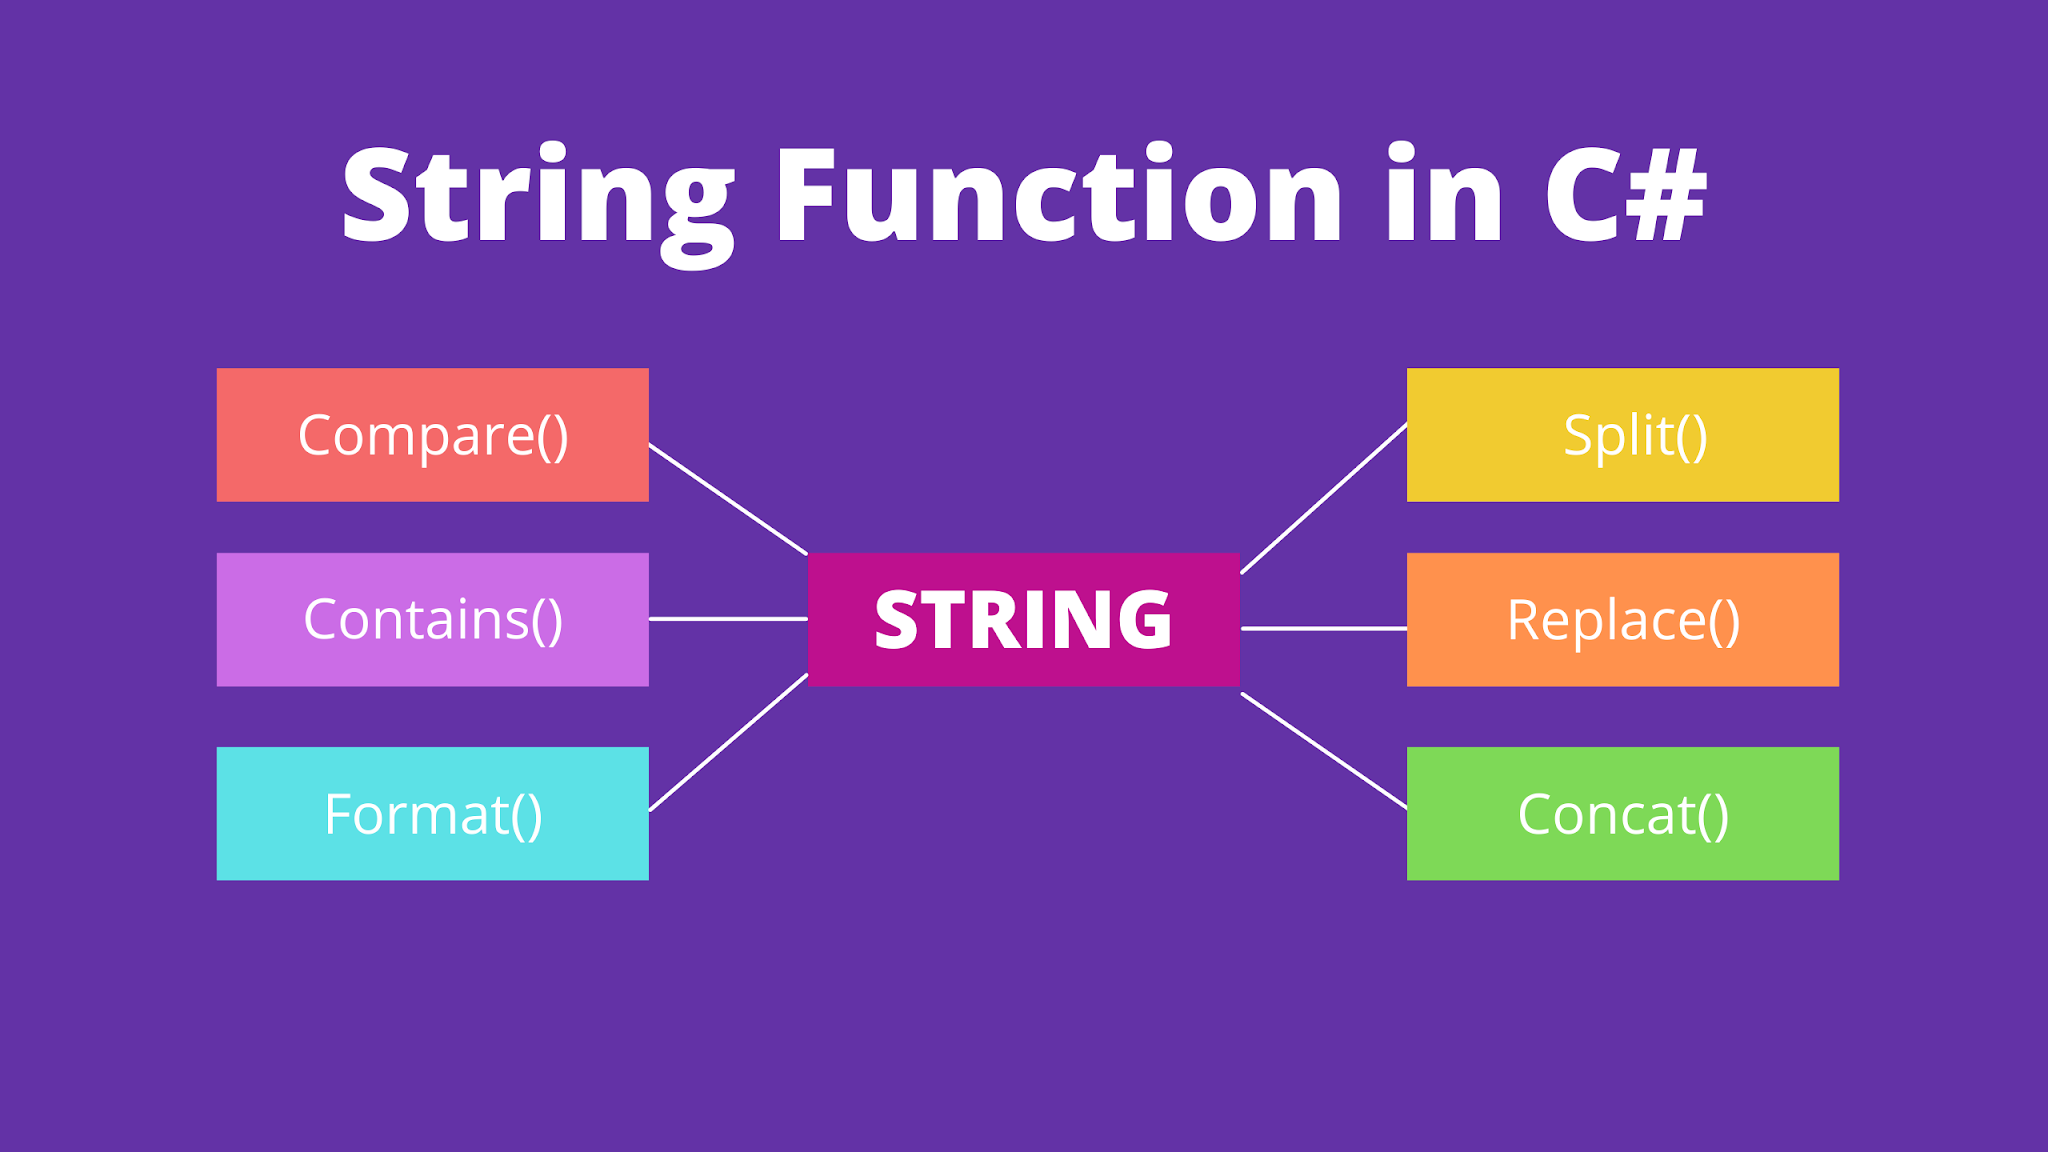 String Function in C#
Compare()
Contains()
Format()
STRING
Split()
Replace()
Concat()